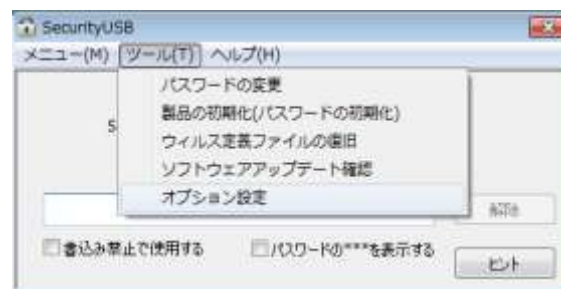 SecurityUSB
メニュー(M) ツール(T) ヘルプ(H)
パスワードの変更
製品の初期化(パスワードの初期化)
S
ウィルス定義ファイルの復旧
ソフトウェアアップデート確認
オプション設定
解除
書込み禁止で使用する パスワードの***を表示する
ヒント